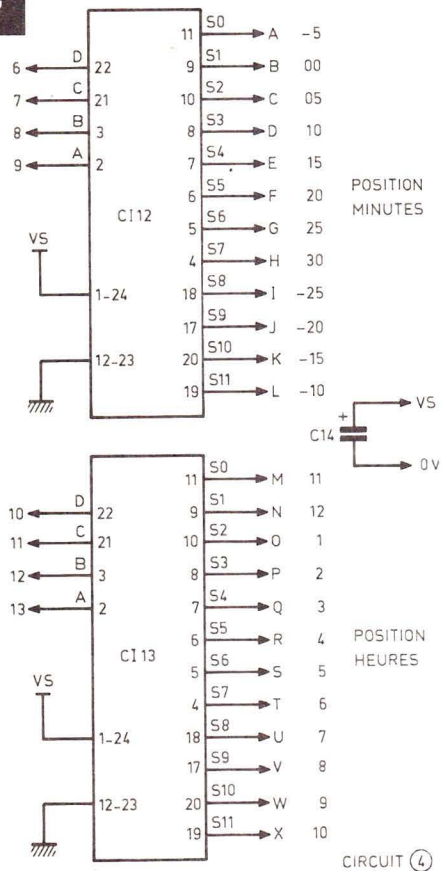 11 S0 A -5
6 D 22 9 S1 B 00
7 C 21 10 S2 C 05
8 B 3 8 S3 D 10
9 A 2 7 S4 E 15
6 S5 F 20
POSITION
MINUTES
CI12 5 S6 G 25
VS 4 S7 H 30
1-24 18 S8 I -25
17 S9 J -20
12-23 20 S10 K -15
19 S11 L -10
+ VS
C14
0V
11 S0 M 11
10 D 22 9 S1 N 12
11 C 21 10 S2 O 1
12 B 3 8 S3 P 2
13 A 2 7 S4 Q 3
6 S5 R 4
POSITION
HEURES
CI13 5 S6 S 5
VS 4 S7 T 6
1-24 18 S8 U 7
17 S9 V 8
12-23 20 S10 W 9
19 S11 X 10
CIRCUIT 4